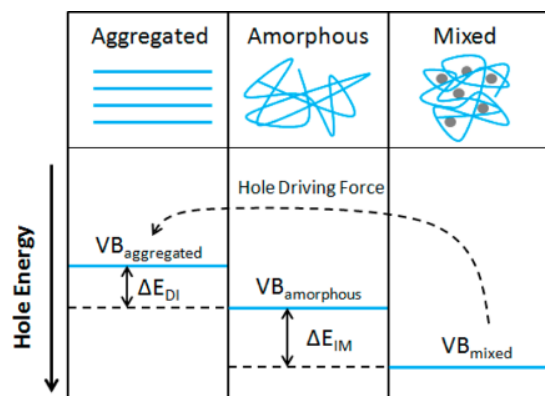 Aggregated
Amorphous
Mixed
Hole Energy
Hole Driving Force
VBaggregated
ΔEDI
VBamorphous
ΔEIM
VBmixed